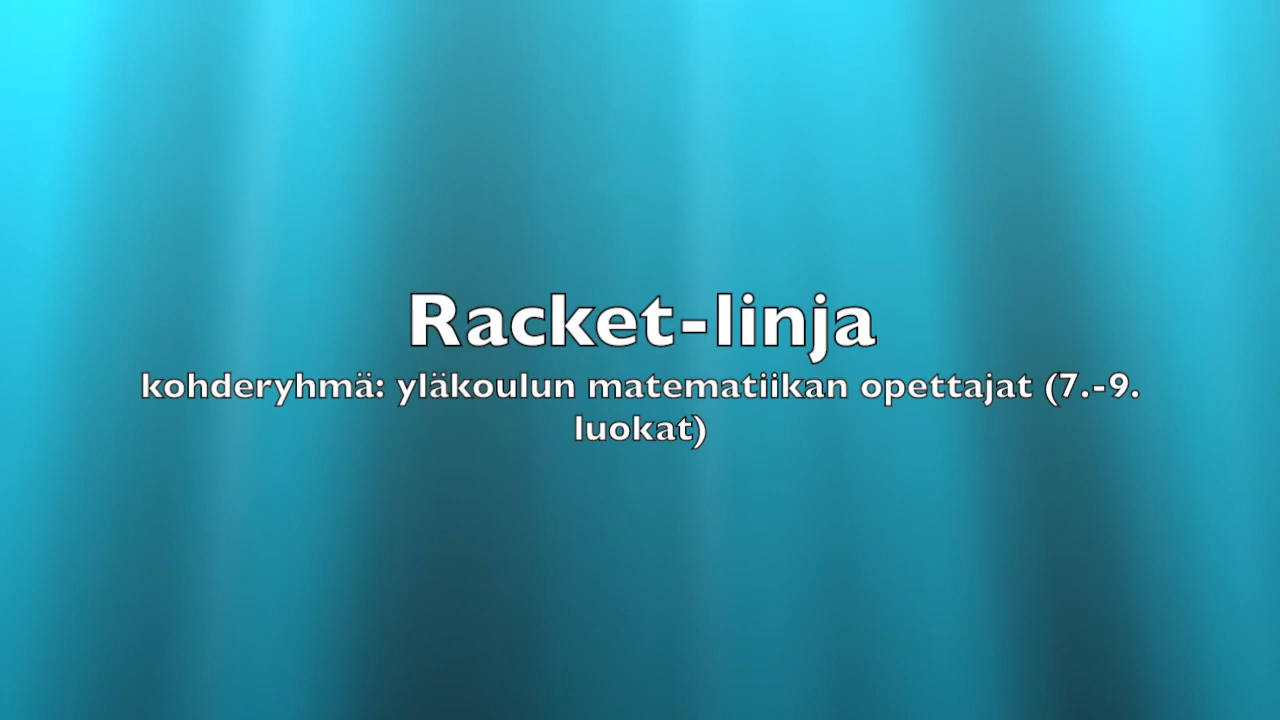 Racket-linja
kohderyhmä: yläkoulun matematiikan opettajat (7.-9.
luokat)